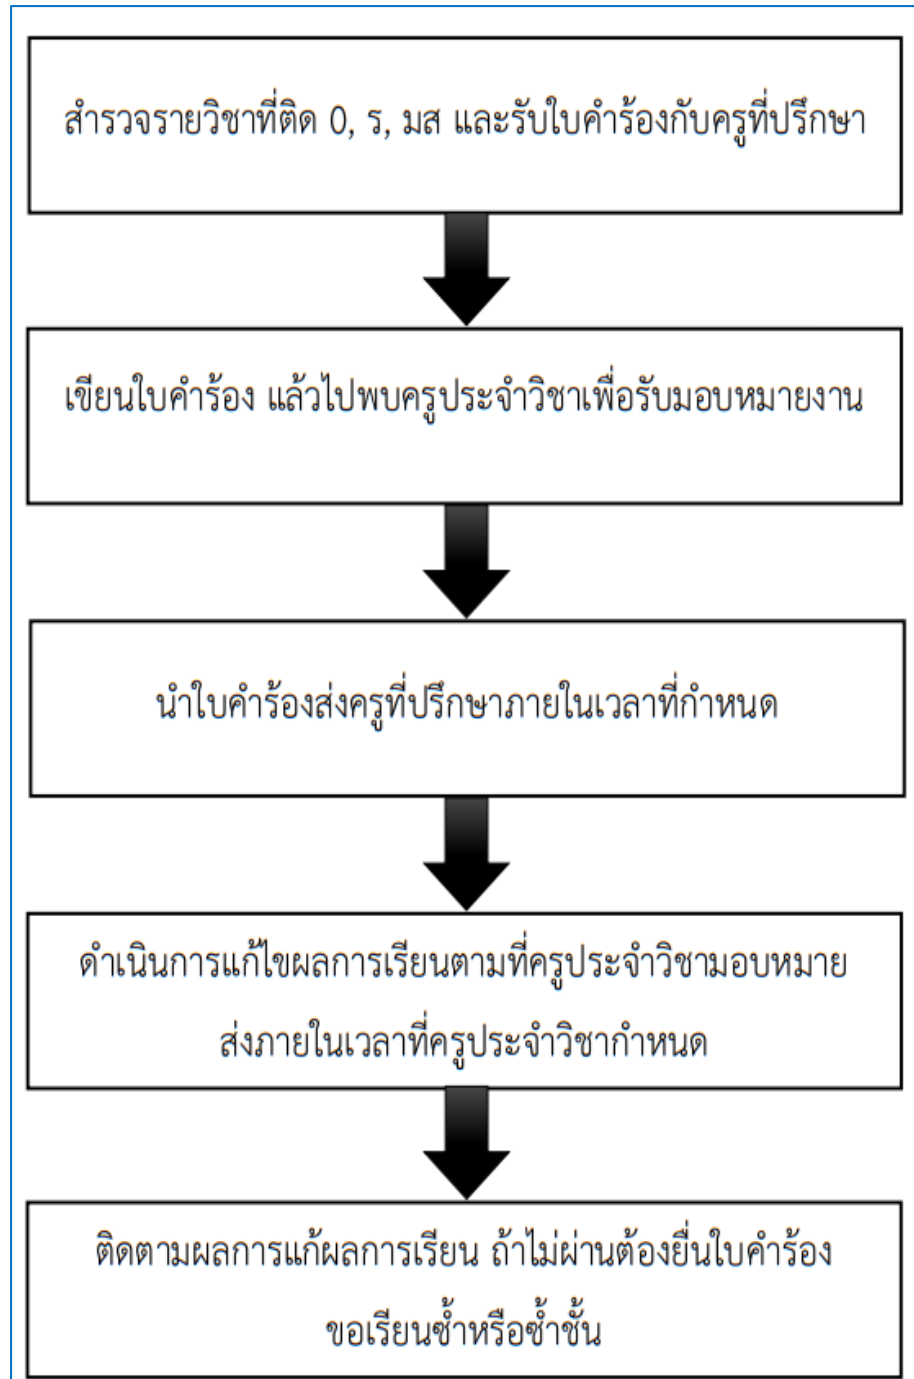 สำรวจรายวิชาที่ติด 0, ร, มส และรับใบคำร้องกับครูที่ปรึกษา
เขียนใบคำร้อง แล้วไปพบครูประจำวิชาเพื่อรับมอบหมายงาน
นำใบคำร้องส่งครูที่ปรึกษาภายในเวลาที่กำหนด
ดำเนินการแก้ไขผลการเรียนตามที่ครูประจำวิชามอบหมาย
ส่งภายในเวลาที่ครูประจำวิชากำหนด
ติดตามผลการแก้ผลการเรียน ถ้าไม่ผ่านต้องยื่นใบคำร้อง
ขอเรียนซ้ำหรือซ้ำชั้น